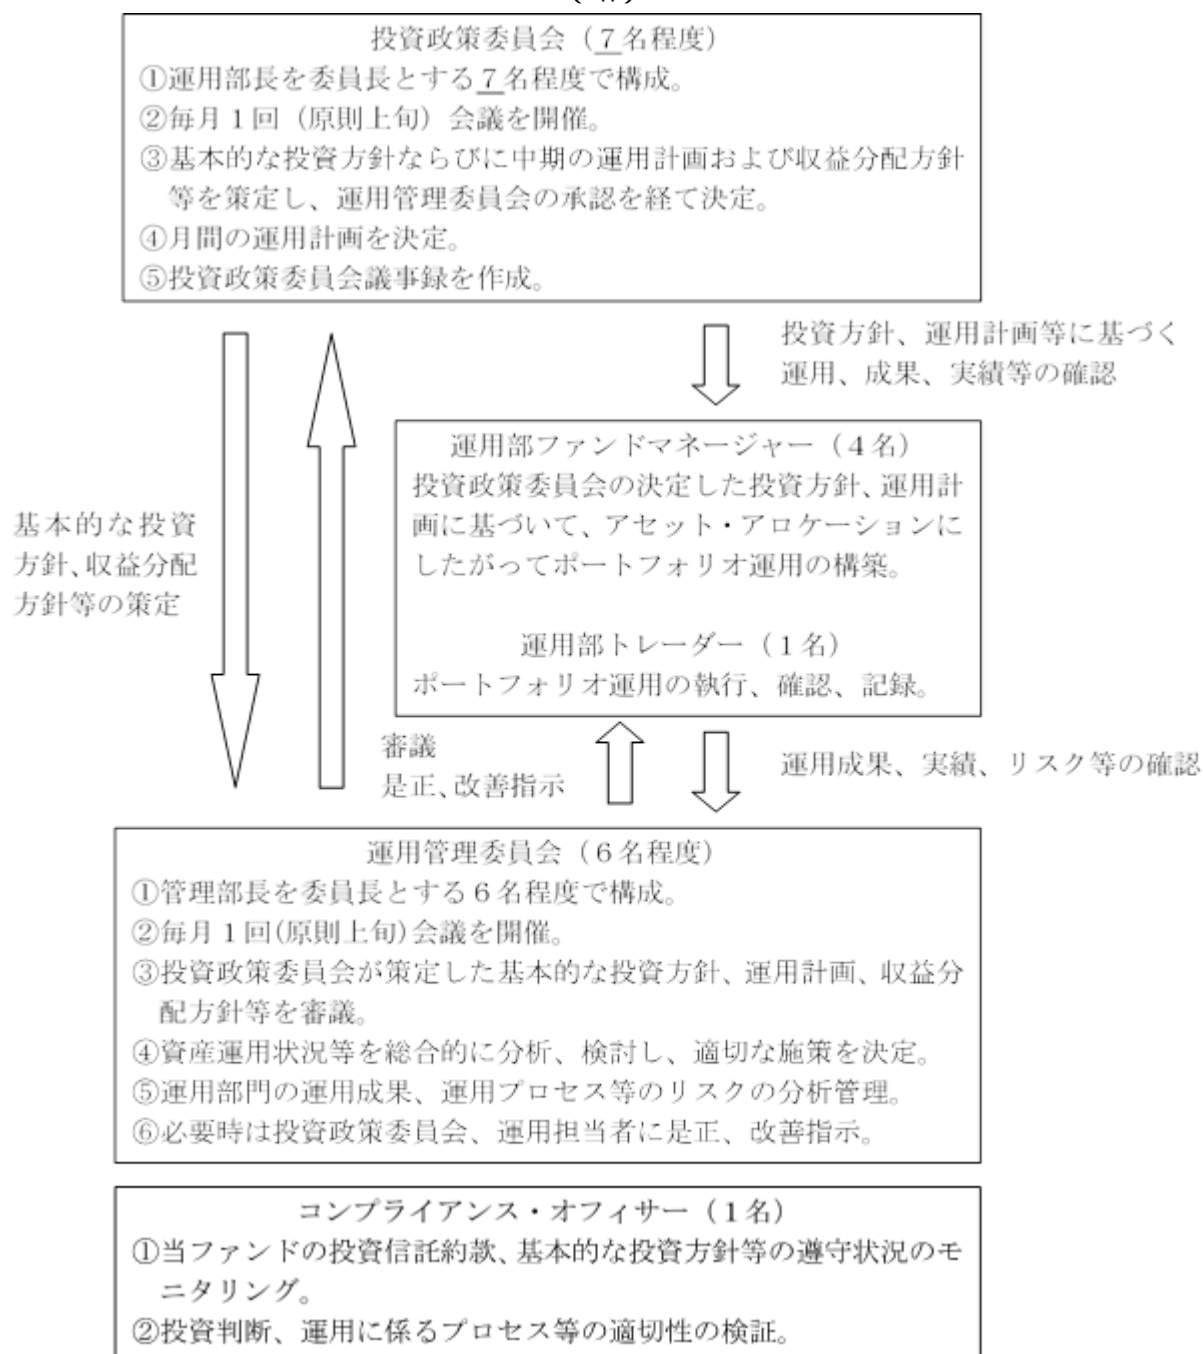 投資政策委員会（7名程度）
①運用部長を委員長とする7名程度で構成。
②毎月1回（原則上旬）会議を開催。
③基本的な投資方針ならびに中期の運用計画および収益分配方針
等を策定し、運用管理委員会の承認を経て決定。
④月間の運用計画を決定。
⑤投資政策委員会議事録を作成。
投資方針、運用計画等に基づく
運用、成果、実績等の確認
運用部ファンドマネージャー（4名）
投資政策委員会の決定した投資方針、運用計
画に基づいて、アセット・アロケーションに
したがってポートフォリオ運用の構築。
運用部トレーダー（1名）
ポートフォリオ運用の執行、確認、記録。
基本的な投資
方針、収益分配
方針等の策定
審議
是正、改善指示
運用成果、実績、リスク等の確認
運用管理委員会（6名程度）
①管理部長を委員長とする6名程度で構成。
②毎月1回(原則上旬)会議を開催。
③投資政策委員会が策定した基本的な投資方針、運用計画、収益分
配方針等を審議。
④資産運用状況等を総合的に分析、検討し、適切な施策を決定。
⑤運用部門の運用成果、運用プロセス等のリスクの分析管理。
⑥必要時は投資政策委員会、運用担当者に是正、改善指示。
コンプライアンス・オフィサー（1名）
①当ファンドの投資信託約款、基本的な投資方針等の遵守状況のモ
ニタリング。
②投資判断、運用に係るプロセス等の適切性の検証。